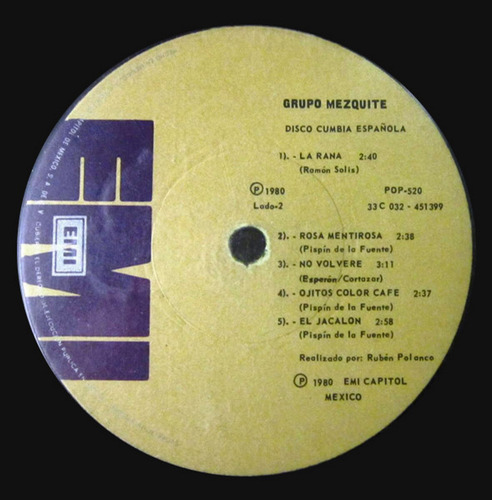 GRUPO MEZQUITE
DISCO CUMBIA ESPAÑOLA
1).- LA RANA 2:40
(Ramón Solis)
Ⓟ 1980 POP-520
Lado-2 33 C 032 - 451399
2).- ROSA MENTIROSA 2:38
(Pispín de la Fuente)
3).- NO VOLVERE 3:11
(Esperón/Cortazar)
4).- OJITOS COLOR CAFE 2:37
(Pispín de la Fuente)
5).- EL JACALON 2:58
(Pispín de la Fuente)
Realizado por: Rubén Polanco
Ⓟ 1980 EMI CAPITOL
MEXICO
EMI
EMI